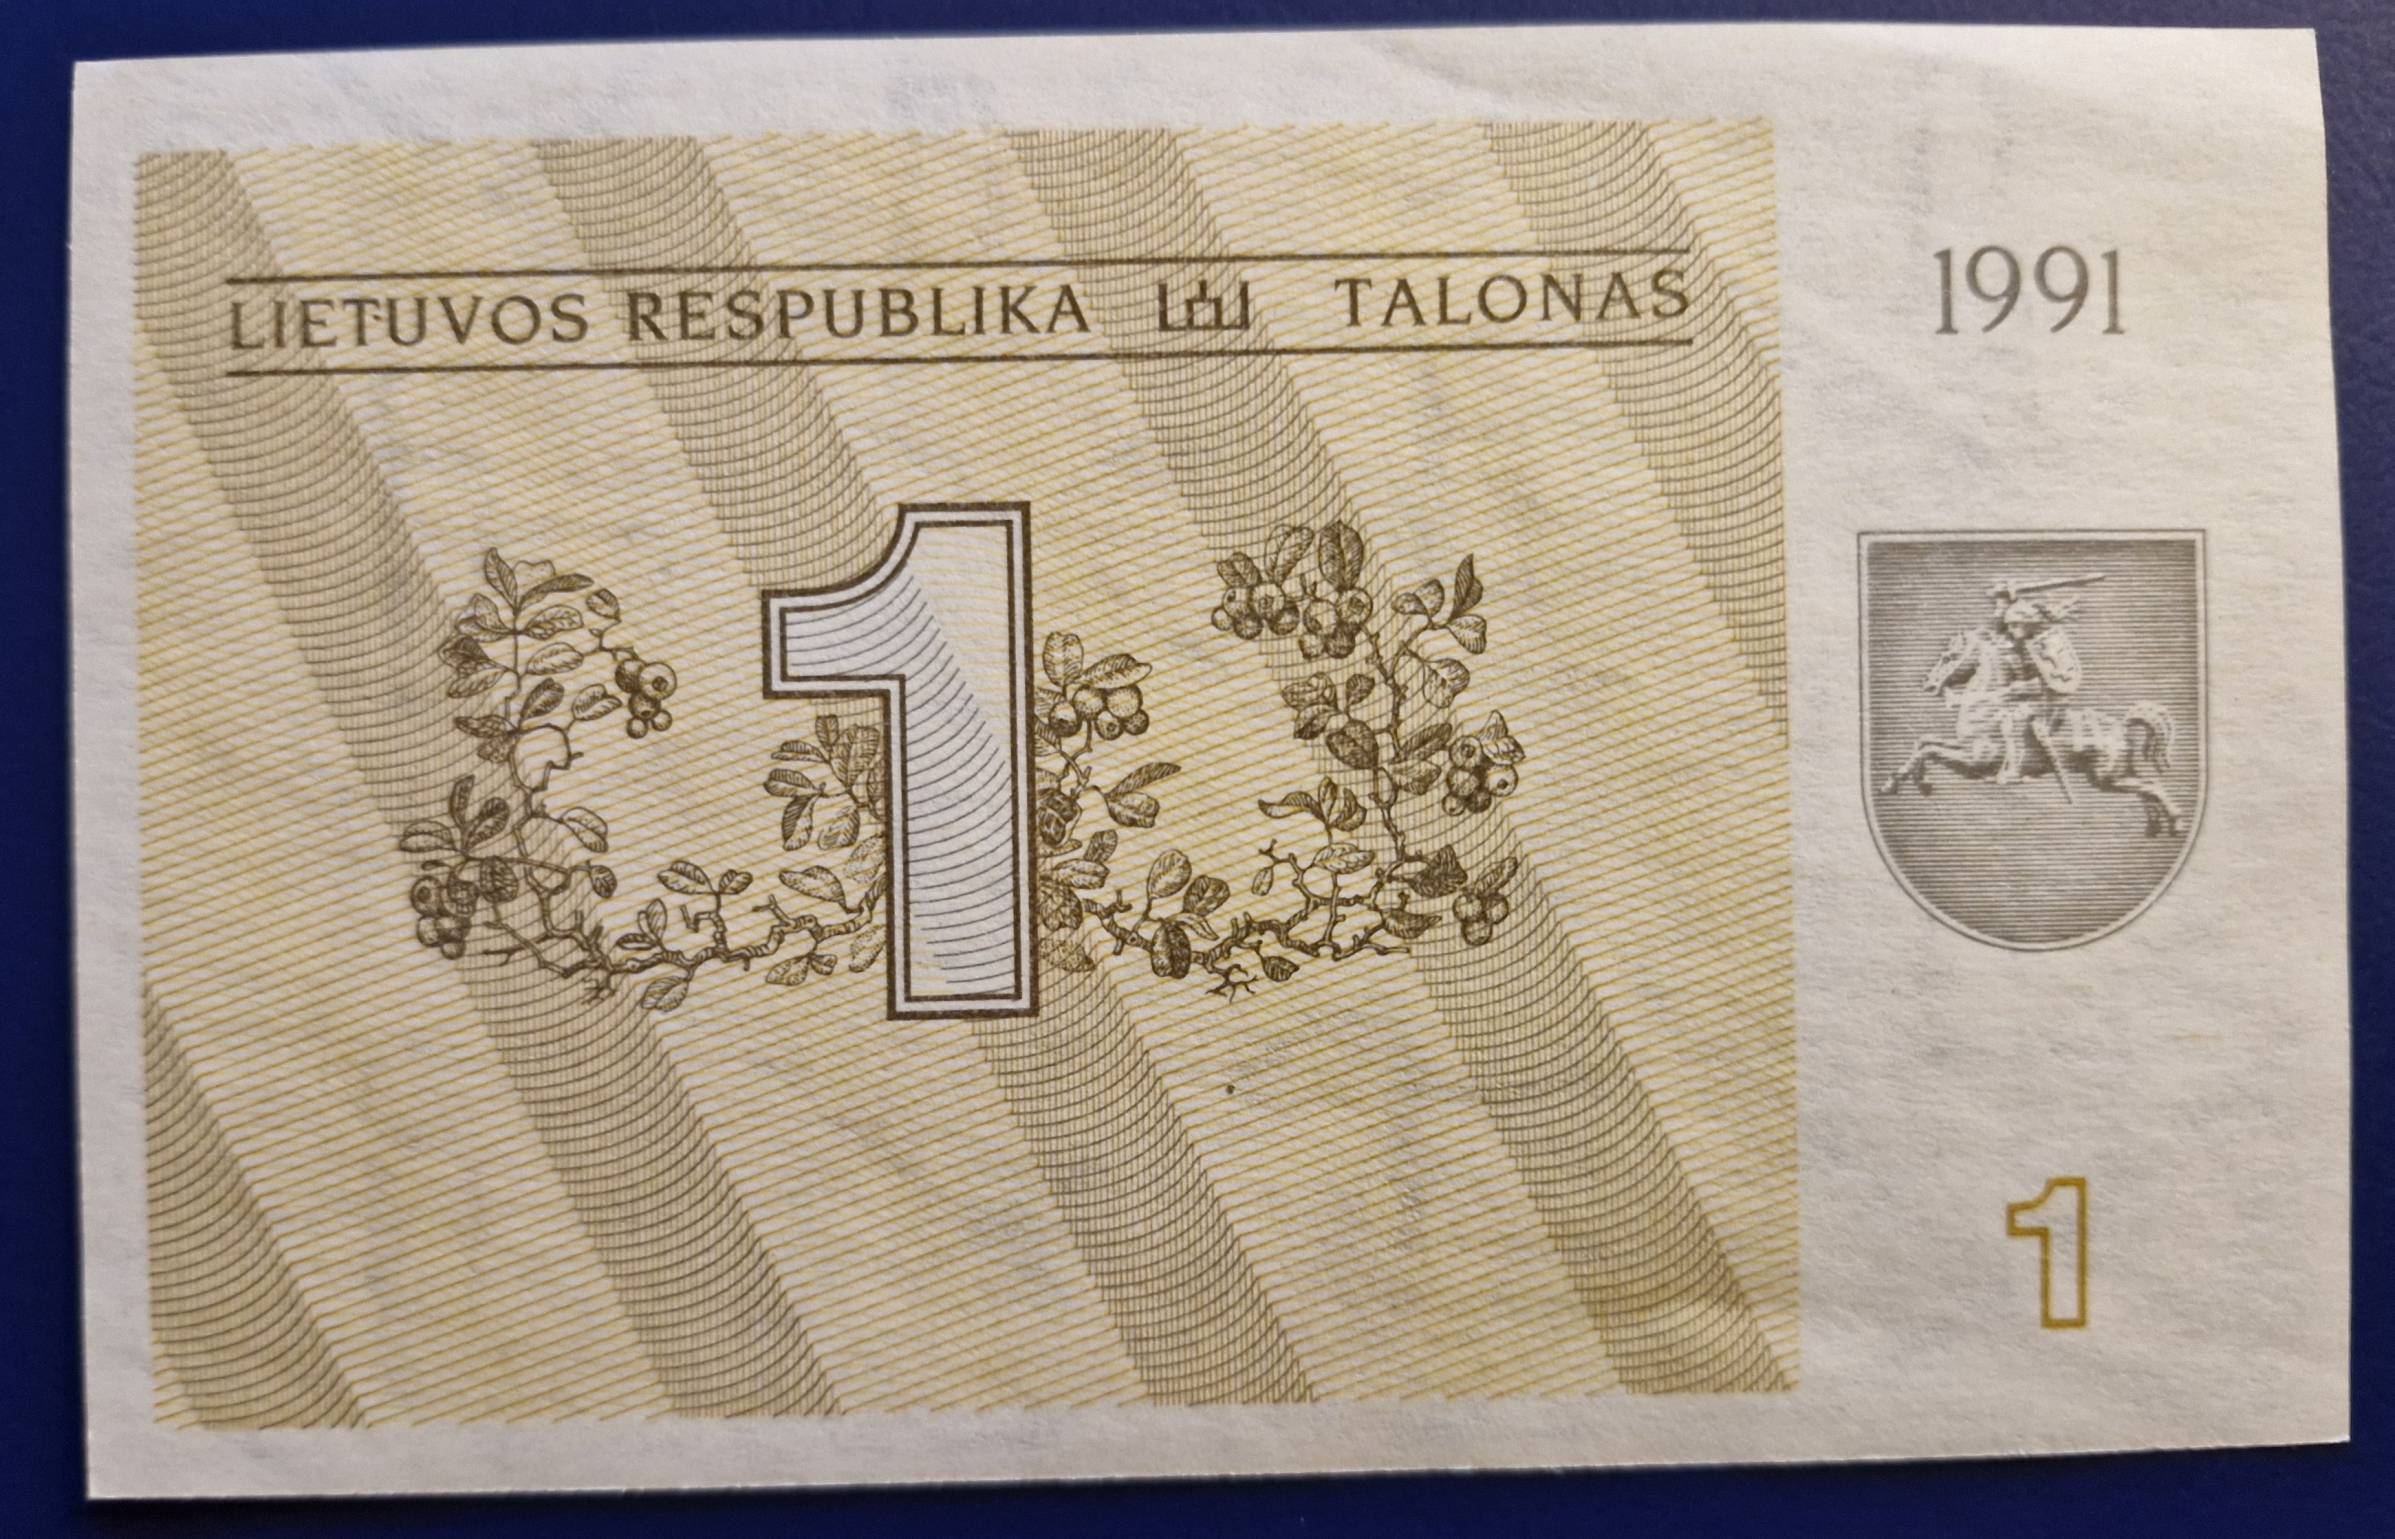 LIETUVOS RESPUBLIKA TALONAS
1991
1
1